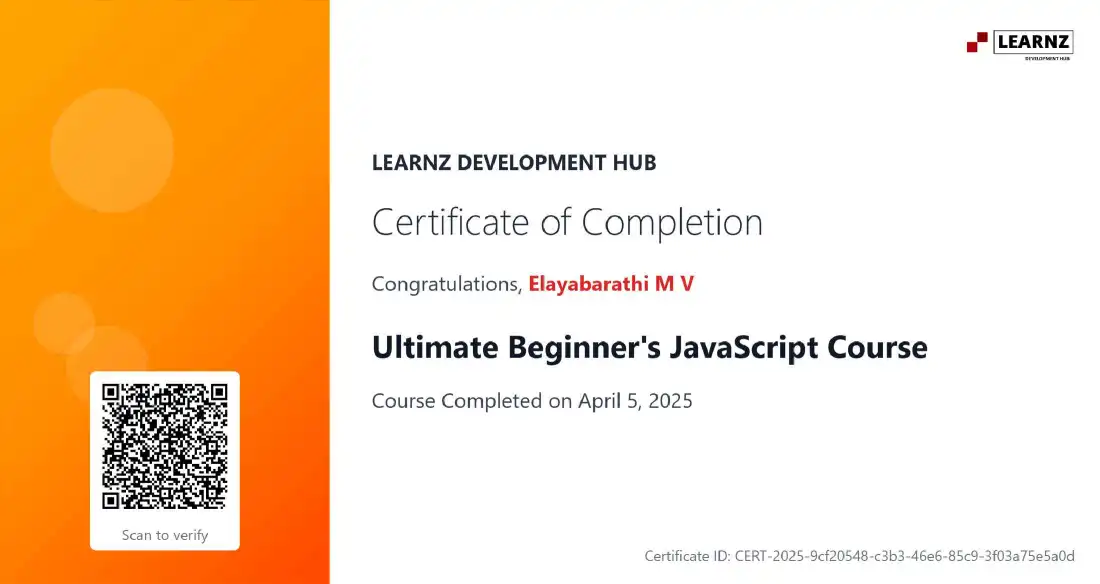 LEARNZ
DEVELOPMENT HUB
LEARNZ DEVELOPMENT HUB
Certificate of Completion
Congratulations, Elayabarathi M V
Ultimate Beginner's JavaScript Course
Course Completed on April 5, 2025
Scan to verify
Certificate ID: CERT-2025-9cf20548-c3b3-46e6-85c9-3f03a75e5a0d